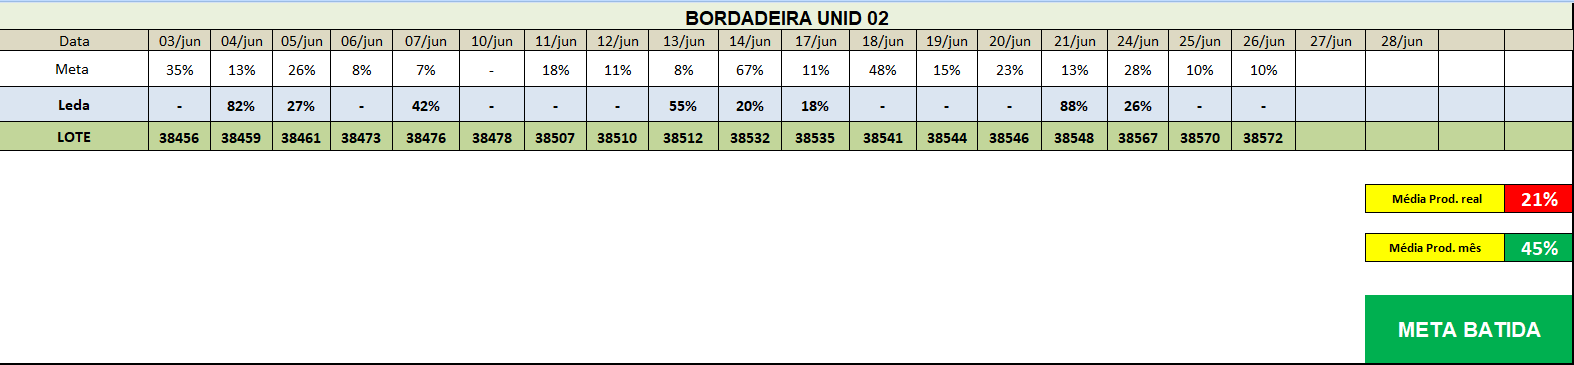 BORDADEIRA UNID 02
Data 03/jun 04/jun 05/jun 06/jun 07/jun 10/jun 11/jun 12/jun 13/jun 14/jun 17/jun 18/jun 19/jun 20/jun 21/jun 24/jun 25/jun 26/jun 27/jun 28/jun
Meta 35% 13% 26% 8% 7% - 18% 11% 8% 67% 11% 48% 15% 23% 13% 28% 10% 10%
Leda - 82% 27% - 42% - - - 55% 20% 18% - - - 88% 26% - -
LOTE 38456 38459 38461 38473 38476 38478 38507 38510 38512 38532 38535 38541 38544 38546 38548 38567 38570 38572
Média Prod. real 21%
Média Prod. mês 45%
META BATIDA